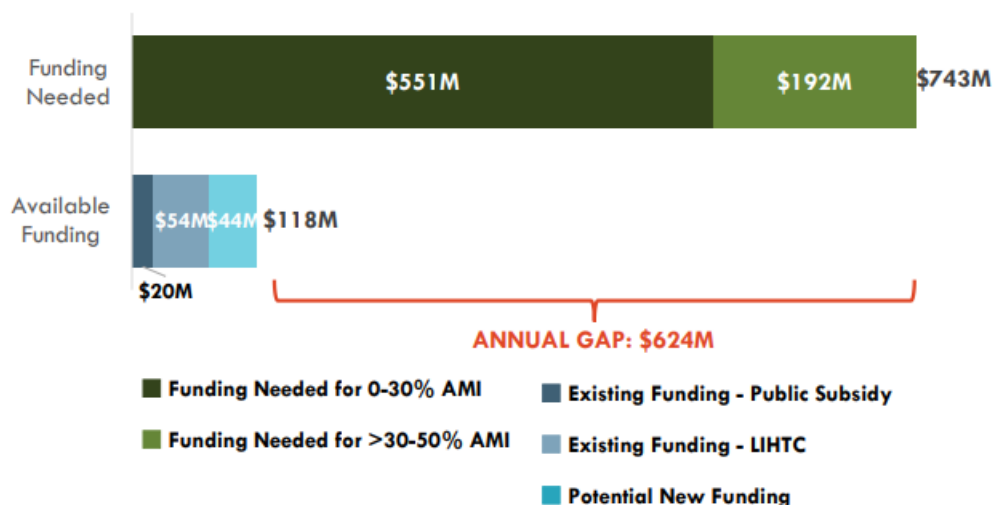 Funding
Needed
$551M
$192M
$743M
Available
Funding
$54M
$44M
$118M
$20M
ANNUAL GAP: $624M
Funding Needed for 0-30% AMI
Funding Needed for >30-50% AMI
Existing Funding - Public Subsidy
Existing Funding - LIHTC
Potential New Funding